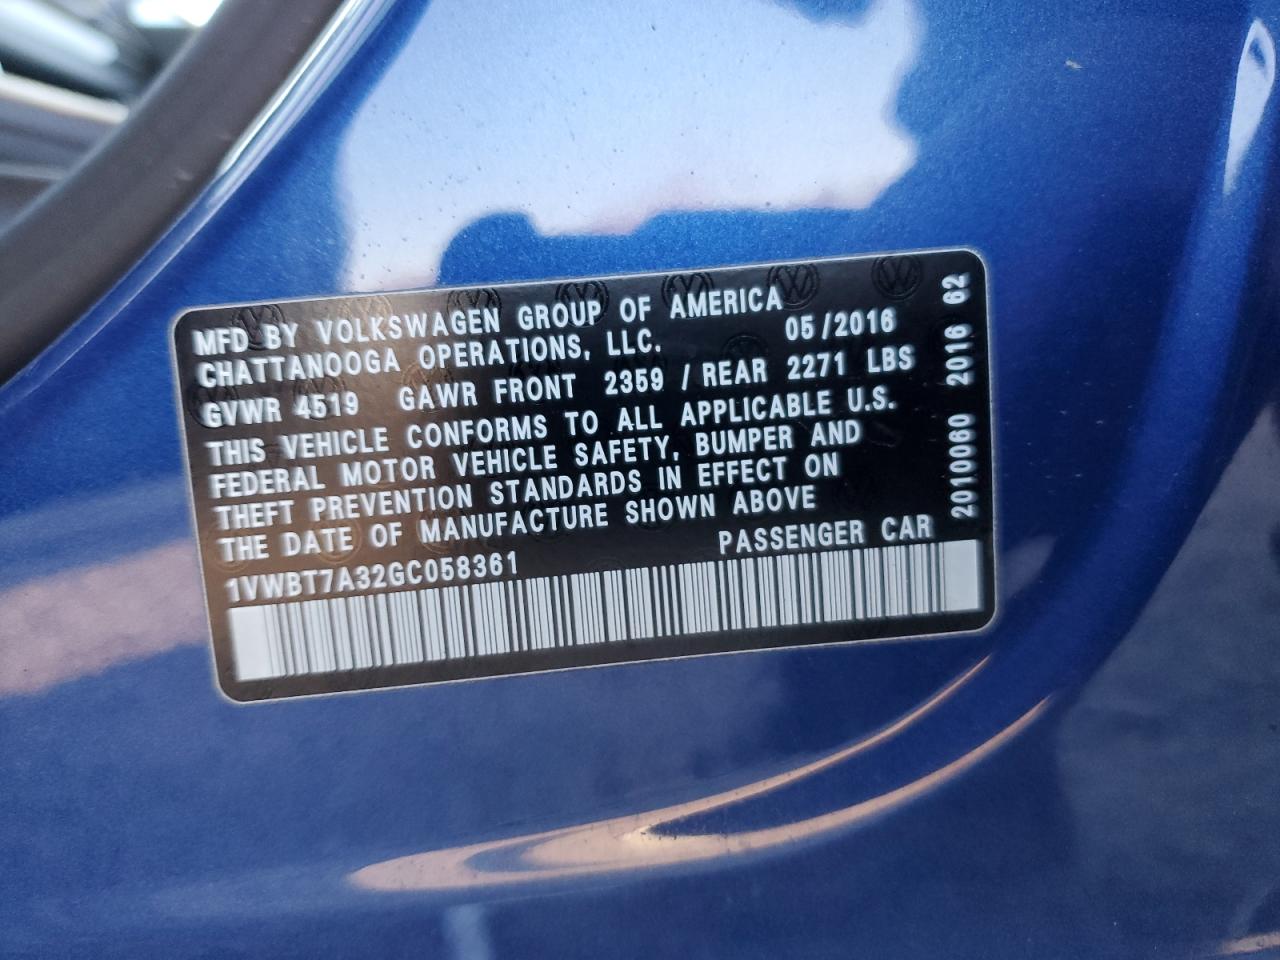 MFD BY VOLKSWAGEN GROUP OF AMERICA
CHATTANOOGA OPERATIONS, LLC. 05/2016
GVWR 4519 GAWR FRONT 2359 / REAR 2271 LBS
THIS VEHICLE CONFORMS TO ALL APPLICABLE U.S.
FEDERAL MOTOR VEHICLE SAFETY, BUMPER AND
THEFT PREVENTION STANDARDS IN EFFECT ON
THE DATE OF MANUFACTURE SHOWN ABOVE
PASSENGER CAR
1VWBT7A32GC058361
2010060 2016 62